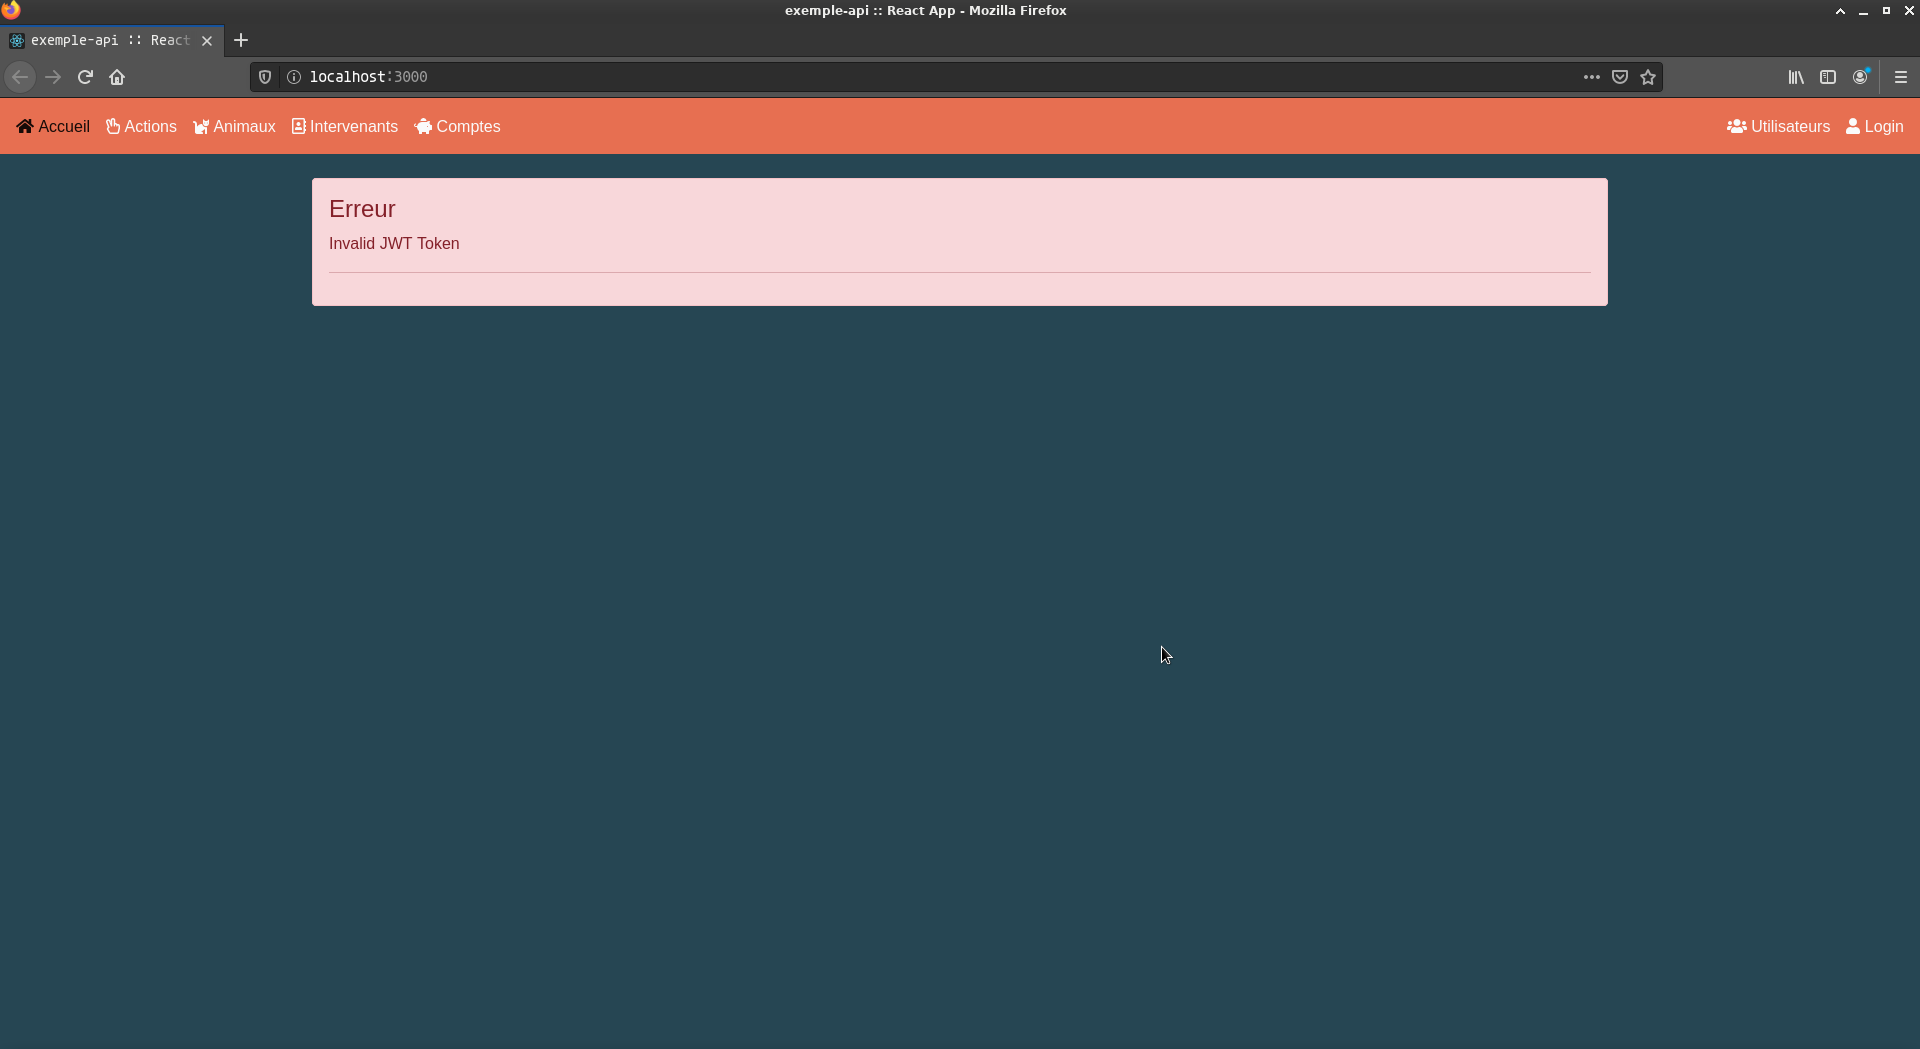 exemple-api :: React App - Mozilla Firefox
exemple-api :: React
localhost:3000
Accueil Actions Animaux Intervenants Comptes Utilisateurs Login
Erreur
Invalid JWT Token